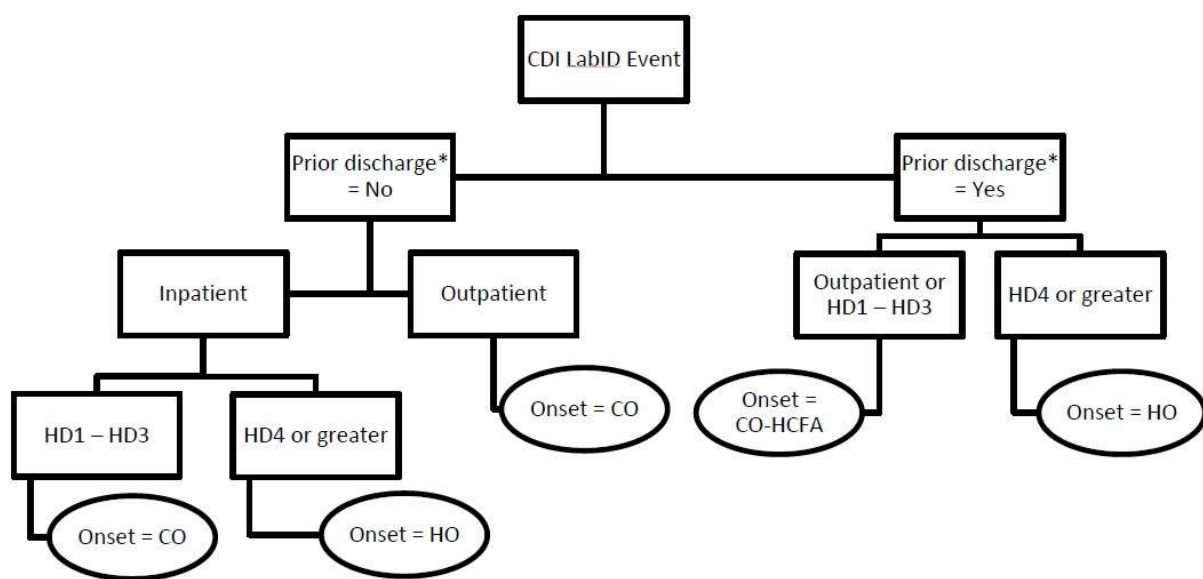 CDI LabID Event
Prior discharge*
= No
Prior discharge*
= Yes
Inpatient
Outpatient
Outpatient or
HD1 – HD3
HD4 or greater
HD1 – HD3
HD4 or greater
Onset = CO
Onset =
CO-HCFA
Onset = HO
Onset = CO
Onset = HO